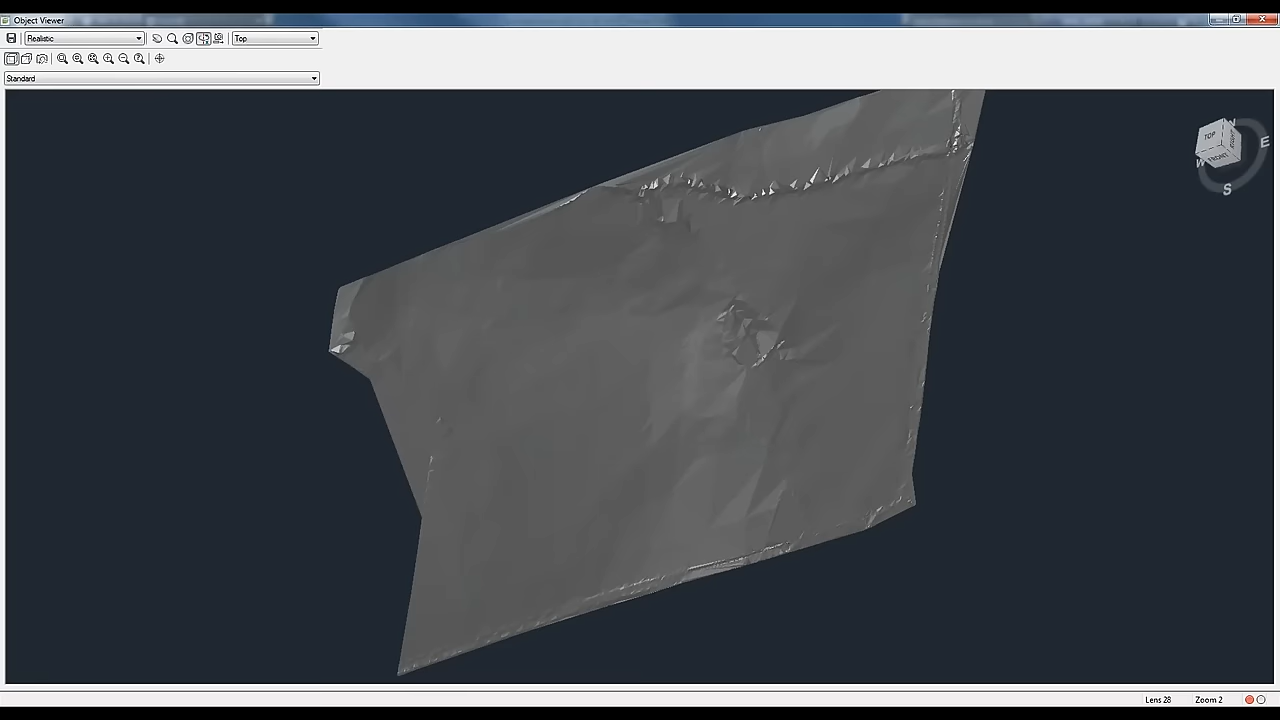 Object Viewer
Realistic
Top
Standard
TOP
FRONT
E
W
S
Lens 28
Zoom 2